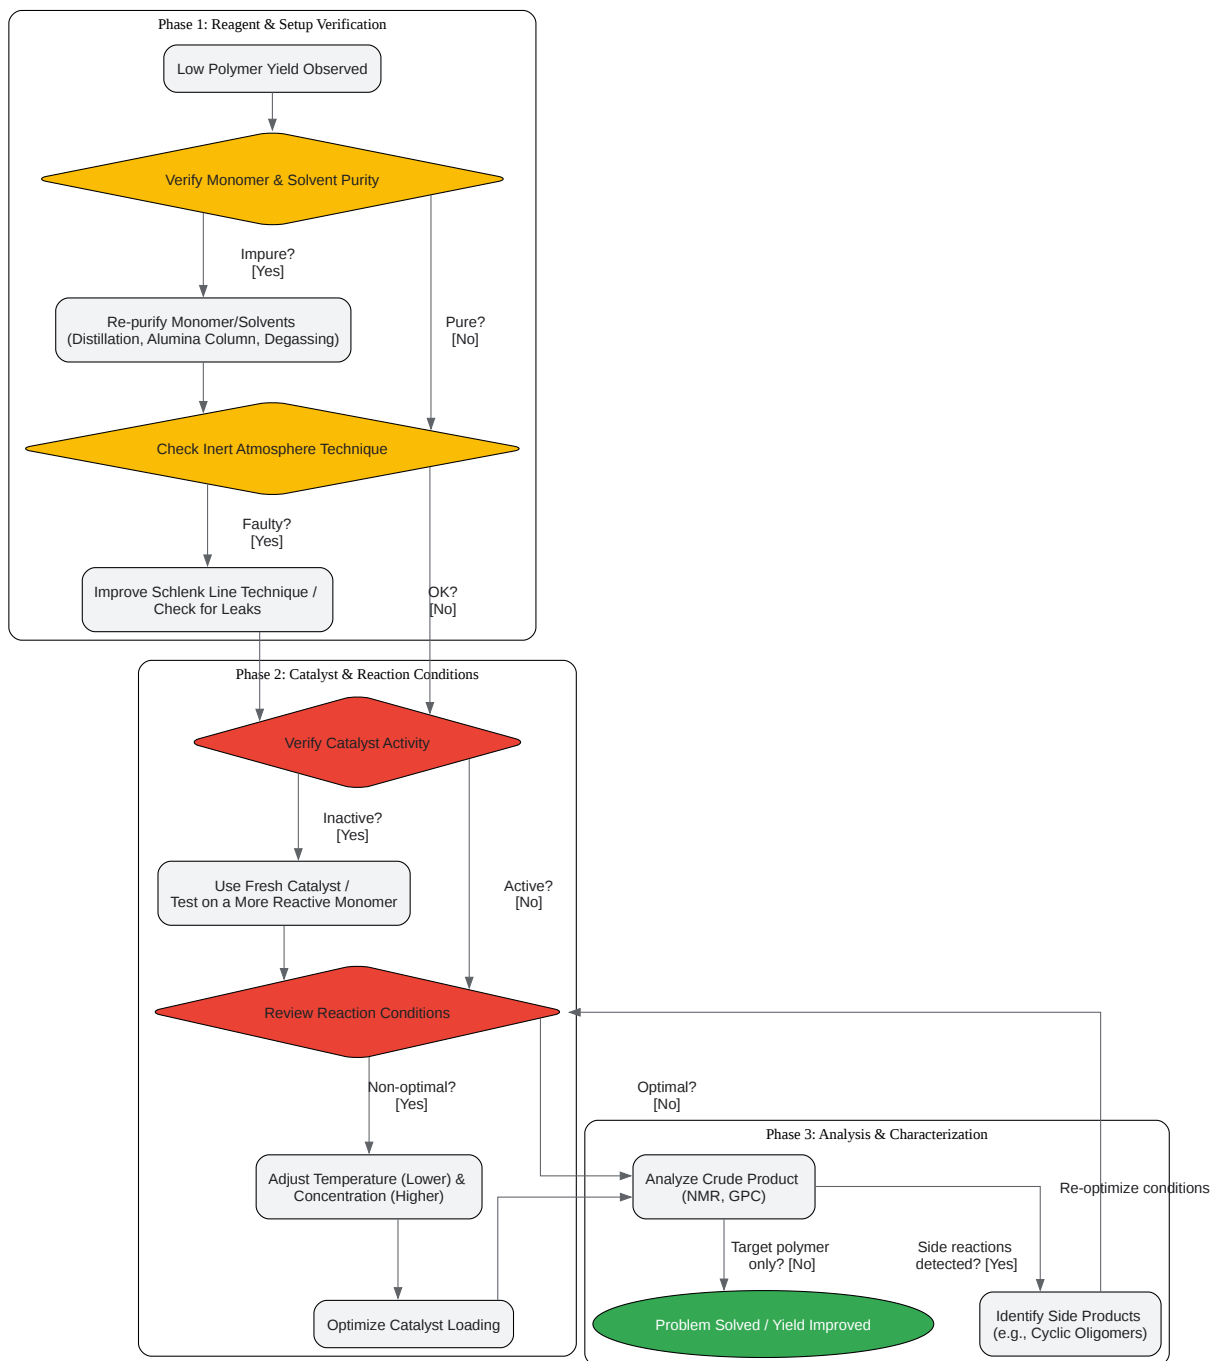 Phase 1: Reagent & Setup Verification
Low Polymer Yield Observed
Verify Monomer & Solvent Purity
Impure?
[Yes]
Re-purify Monomer/Solvents
(Distillation, Alumina Column, Degassing)
Pure?
[No]
Check Inert Atmosphere Technique
Faulty?
[Yes]
Improve Schlenk Line Technique /
Check for Leaks
OK?
[No]
Phase 2: Catalyst & Reaction Conditions
Verify Catalyst Activity
Inactive?
[Yes]
Use Fresh Catalyst /
Test on a More Reactive Monomer
Active?
[No]
Review Reaction Conditions
Non-optimal?
[Yes]
Optimal?
[No]
Adjust Temperature (Lower) &
Concentration (Higher)
Optimize Catalyst Loading
Phase 3: Analysis & Characterization
Analyze Crude Product
(NMR, GPC)
Re-optimize conditions
Target polymer
only? [No]
Side reactions
detected? [Yes]
Problem Solved / Yield Improved
Identify Side Products
(e.g., Cyclic Oligomers)